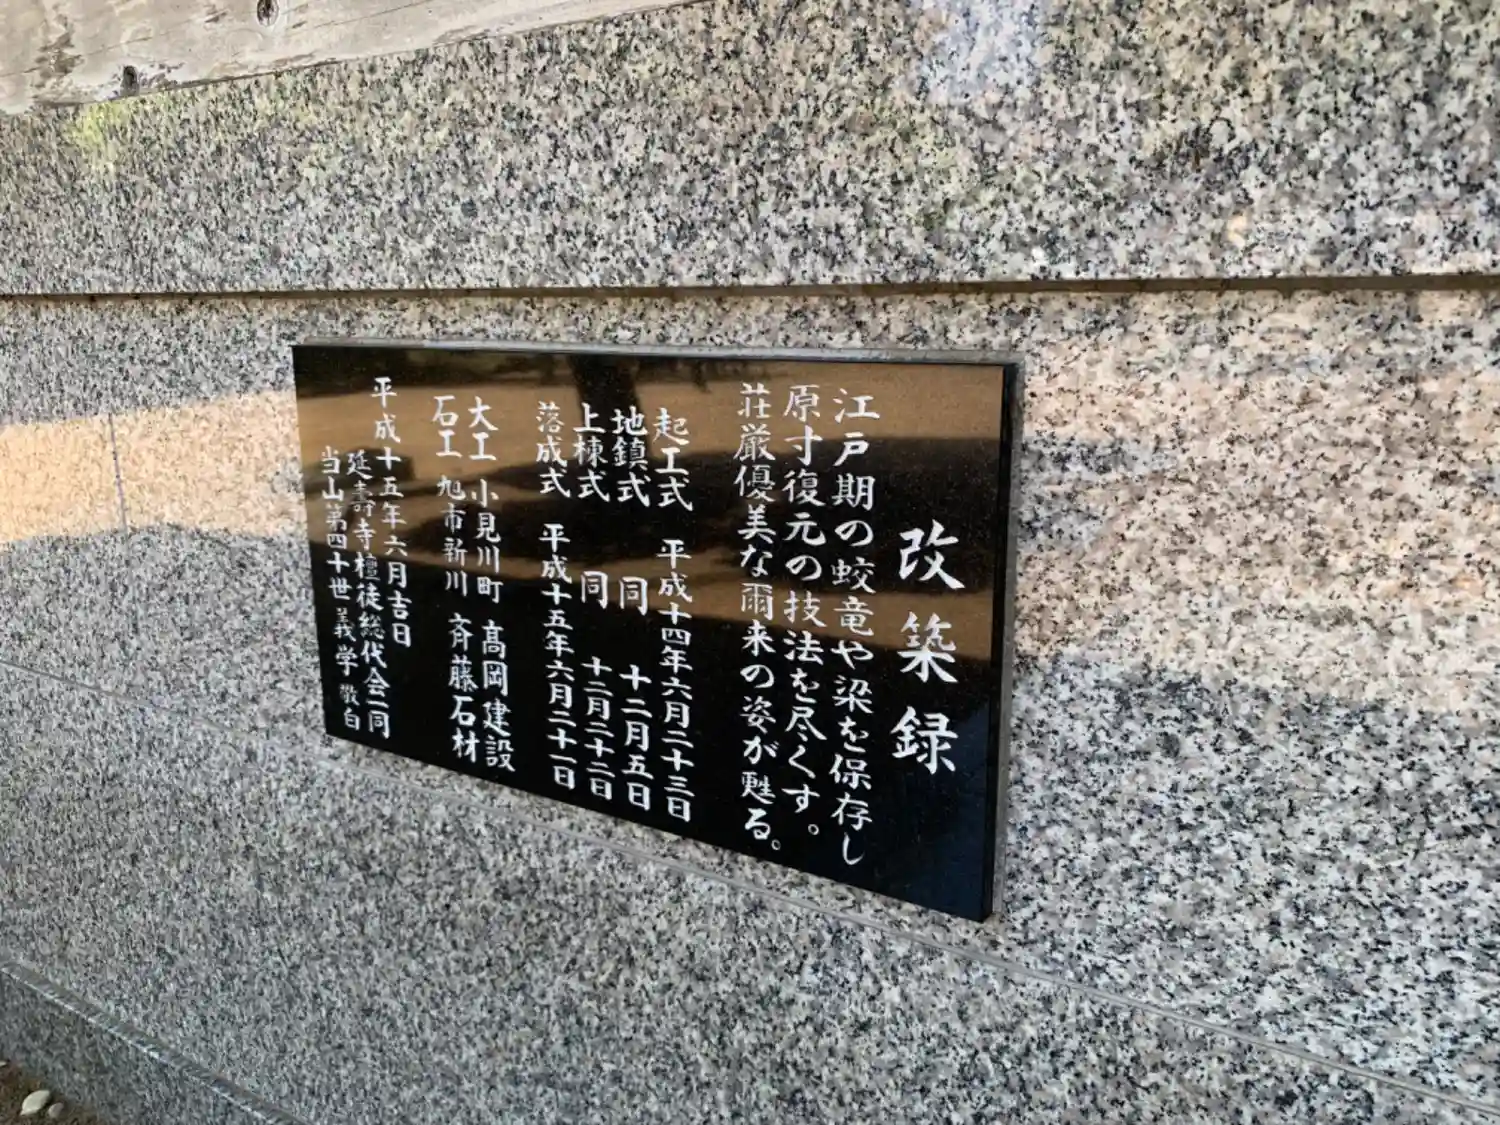 改築録
江戸期の蛟竜や梁を保存し
原寸復元の技法を尽くす。
荘厳優美な爾来の姿が甦る。
起工式 平成十四年六月二十三日
地鎮式 同 十二月五日
上棟式 同 十二月二十二日
落成式 平成十五年六月二十一日
大工 小見川町 高岡建設
石工 旭市新川 斉藤石材
平成十五年六月吉日
延寿寺檀徒総代会一同
当山第四十世 義学 敬白